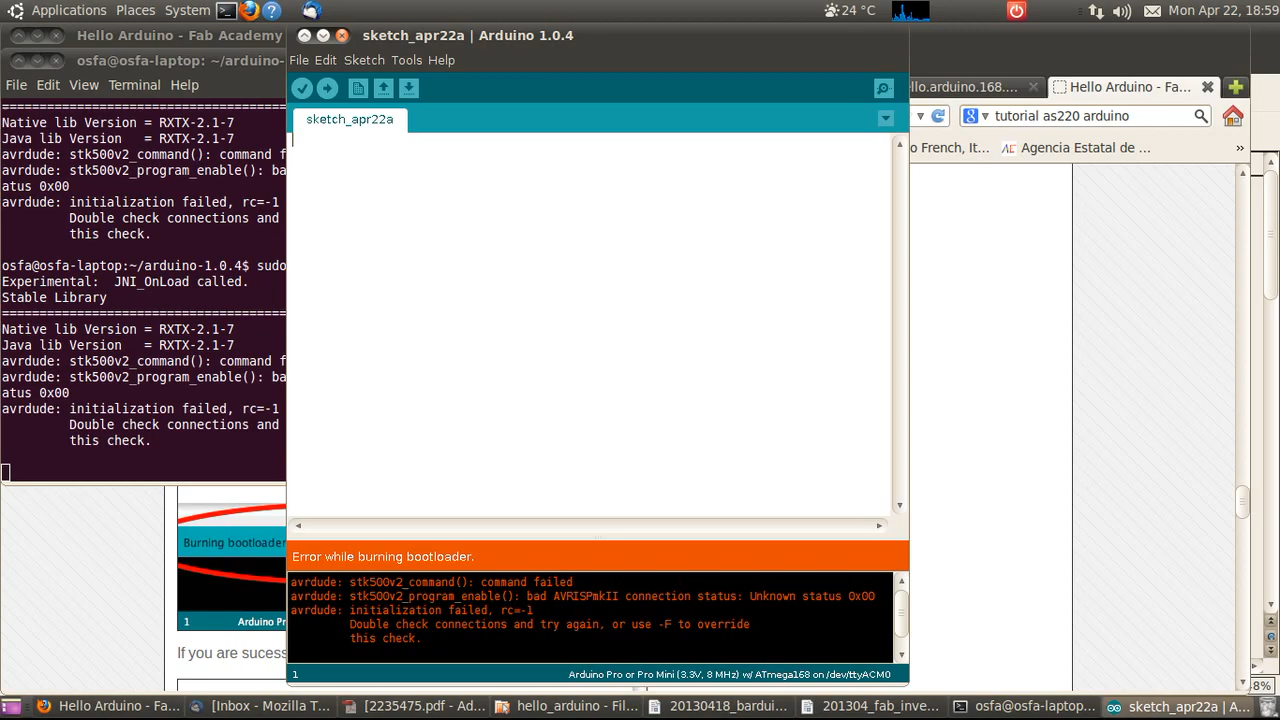 Applications Places System
24 °C
Mon Apr 22, 18:59
Hello Arduino - Fab Academy
sketch_apr22a | Arduino 1.0.4
osfa@osfa-laptop: ~/arduino-
File Edit View Terminal Help
File Edit Sketch Tools Help
llo.arduino.168....
Hello Arduino - Fa...
tutorial as220 arduino
o French, It...
Agencia Estatal de ...
»
sketch_apr22a
Native lib Version = RXTX-2.1-7
Java lib Version   = RXTX-2.1-7
avrdude: stk500v2_command(): command f
avrdude: stk500v2_program_enable(): ba
atus 0x00
avrdude: initialization failed, rc=-1
         Double check connections and
         this check.
osfa@osfa-laptop:~/arduino-1.0.4$ sudo
Experimental:  JNI_OnLoad called.
Stable Library
=======================================
Native lib Version = RXTX-2.1-7
Java lib Version   = RXTX-2.1-7
avrdude: stk500v2_command(): command f
avrdude: stk500v2_program_enable(): ba
atus 0x00
avrdude: initialization failed, rc=-1
         Double check connections and
         this check.
Burning bootloader
1 Arduino Pr
If you are sucess
Error while burning bootloader.
avrdude: stk500v2_command(): command failed
avrdude: stk500v2_program_enable(): bad AVRISPmkII connection status: Unknown status 0x00
avrdude: initialization failed, rc=-1
         Double check connections and try again, or use -F to override
         this check.
1 Arduino Pro or Pro Mini (3.3V, 8 MHz) w/ ATmega168 on /dev/ttyACM0
8%
Hello Arduino - Fa...
[Inbox - Mozilla T...
[2235475.pdf - Ad...
hello_arduino - Fil...
20130418_barduin...
201304_fab_inve...
osfa@osfa-laptop:...
sketch_apr22a | A...